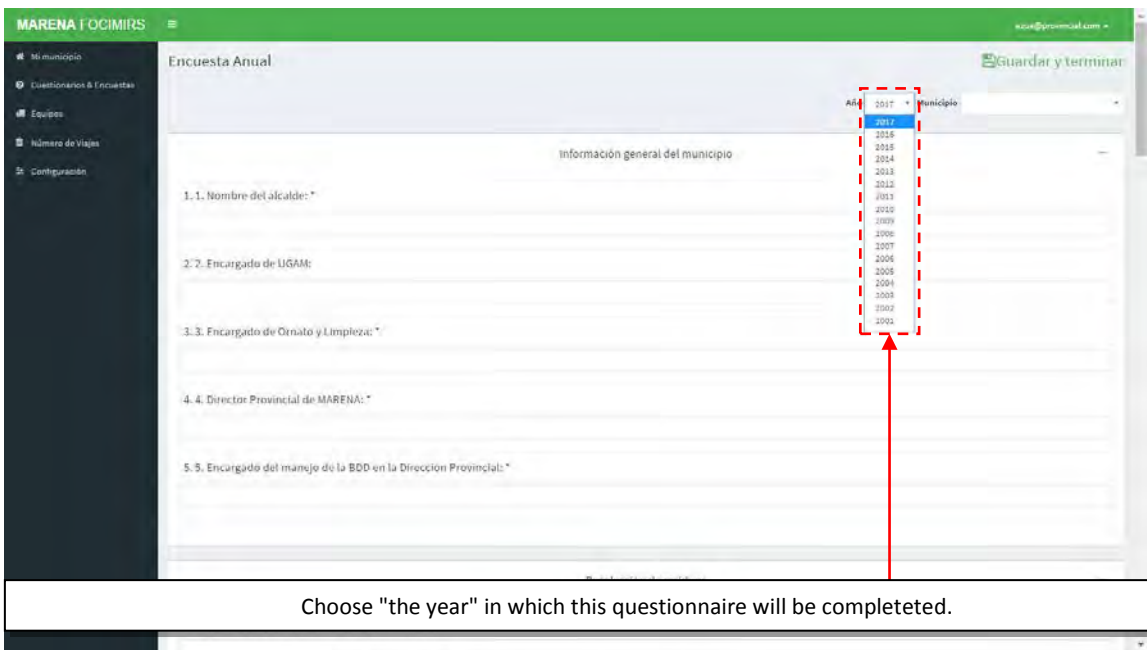 MARENA FOCIMIRS
azua@provincial.com
Mi municipio
Cuestionarios & Encuestas
Equipos
Número de Viajes
Configuración
Encuesta Anual
Guardar y terminar
Año 2017 Municipio
2017
2016
2015
2014
2013
2012
2011
2010
2009
2008
2007
2006
2005
2004
2003
2002
2001
Información general del municipio
1. 1. Nombre del alcalde: *
2. 2. Encargado de UGAM:
3. 3. Encargado de Ornato y Limpieza: *
4. 4. Director Provincial de MARENA: *
5. 5. Encargado del manejo de la BDD en la Dirección Provincial: *
Choose "the year" in which this questionnaire will be completeted.